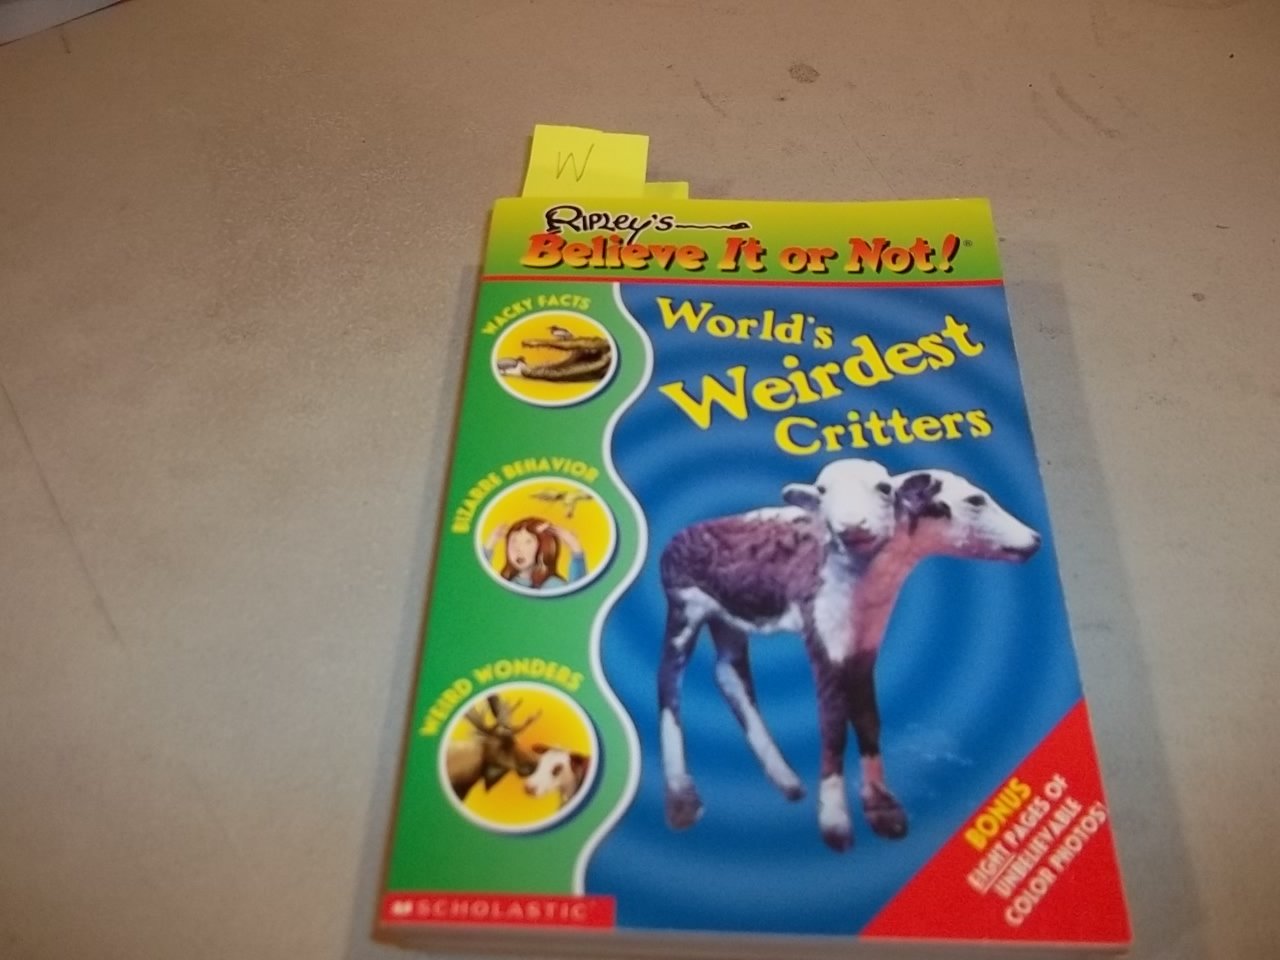 W
Ripley's
Believe It or Not!®
WACKY FACTS
World's
Weirdest
Critters
BIZARRE BEHAVIOR
WEIRD WONDERS
BONUS
EIGHT PAGES OF
UNBELIEVABLE
COLOR PHOTOS!
SCHOLASTIC